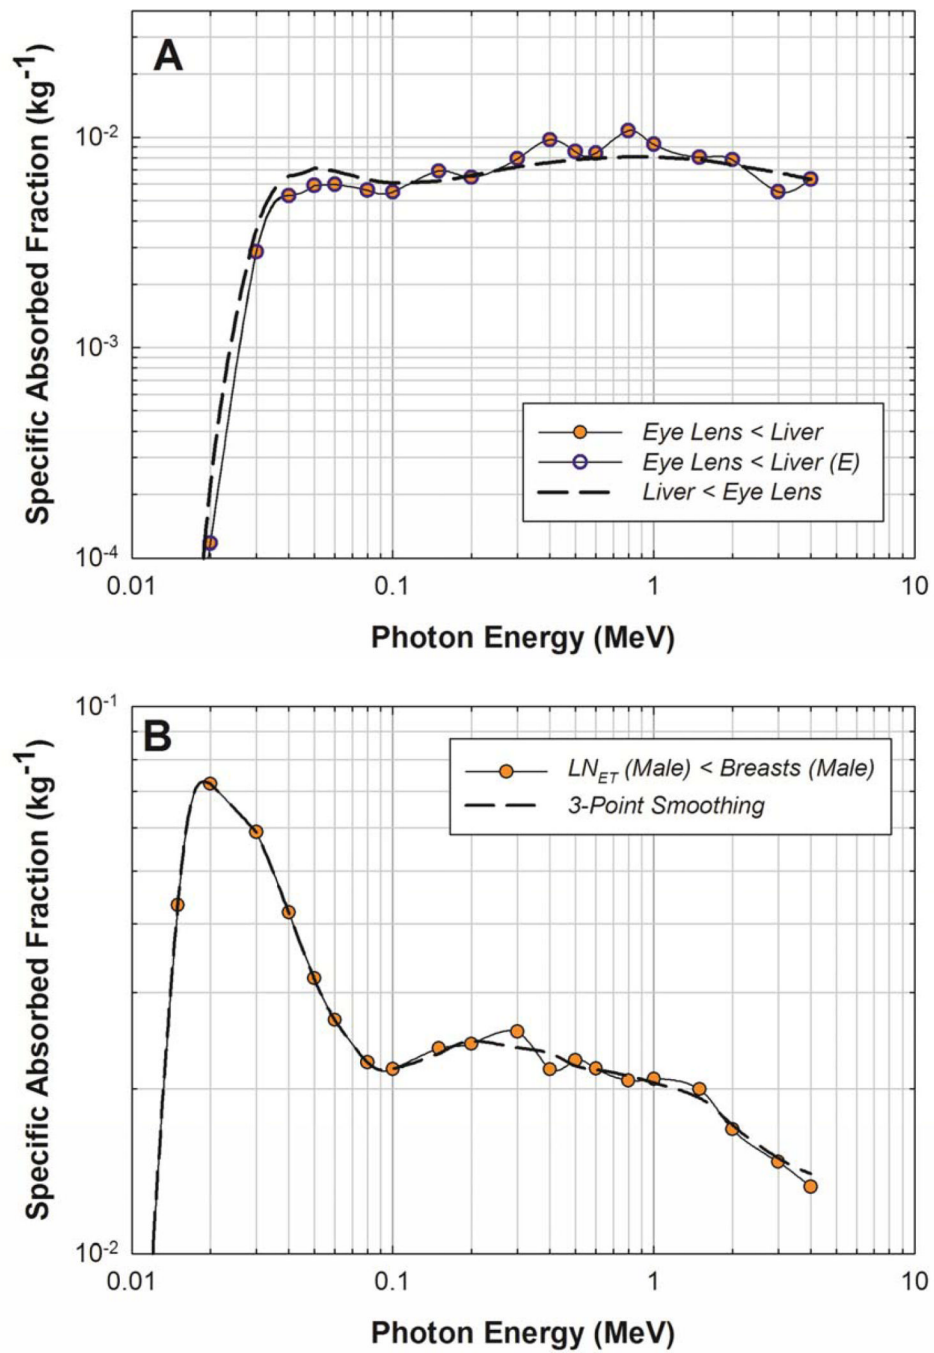 A
Specific Absorbed Fraction (kg⁻¹)
10⁻²
10⁻³
10⁻⁴
Eye Lens < Liver
Eye Lens < Liver (E)
Liver < Eye Lens
0.01 0.1 1 10
Photon Energy (MeV)
B
Specific Absorbed Fraction (kg⁻¹)
10⁻¹
10⁻²
LN_ET (Male) < Breasts (Male)
3-Point Smoothing
0.01 0.1 1 10
Photon Energy (MeV)